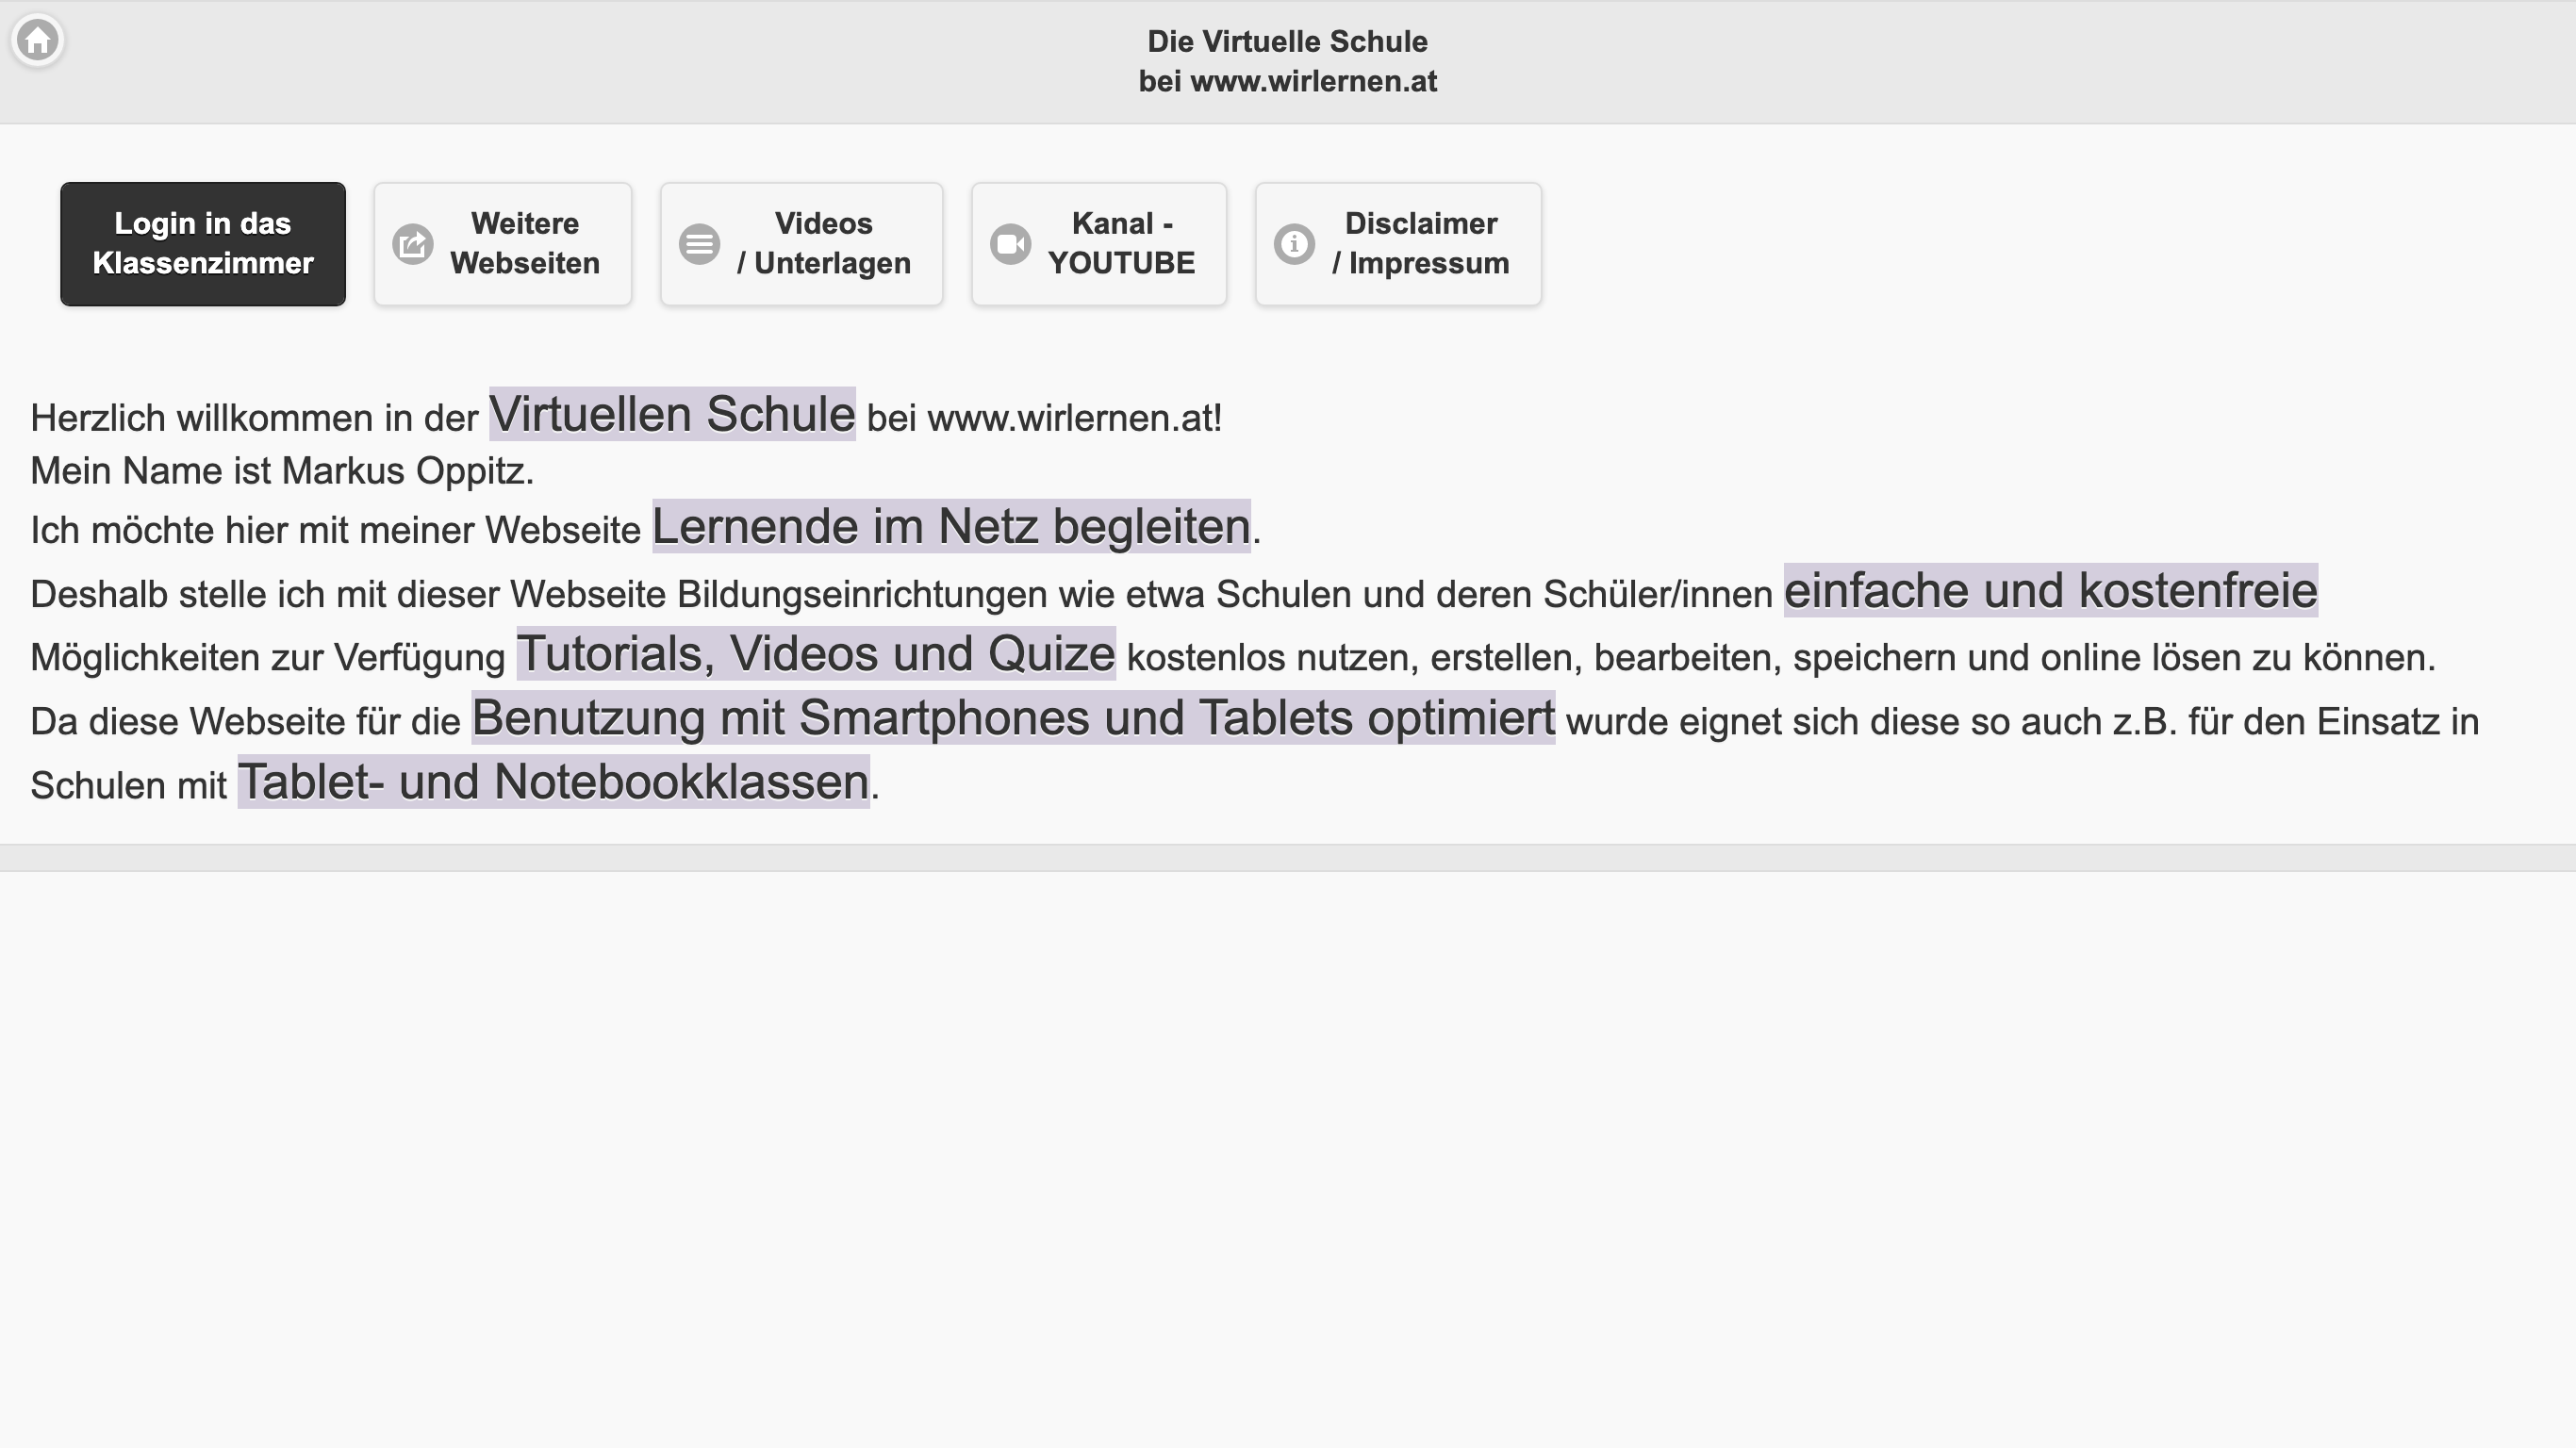 Die Virtuelle Schule
bei www.wirlernen.at
Login in das
Klassenzimmer
Weitere
Webseiten
Videos
/ Unterlagen
Kanal -
YOUTUBE
Disclaimer
/ Impressum
Herzlich willkommen in der Virtuellen Schule bei www.wirlernen.at!
Mein Name ist Markus Oppitz.
Ich möchte hier mit meiner Webseite Lernende im Netz begleiten.
Deshalb stelle ich mit dieser Webseite Bildungseinrichtungen wie etwa Schulen und deren Schüler/innen einfache und kostenfreie
Möglichkeiten zur Verfügung Tutorials, Videos und Quize kostenlos nutzen, erstellen, bearbeiten, speichern und online lösen zu können.
Da diese Webseite für die Benutzung mit Smartphones und Tablets optimiert wurde eignet sich diese so auch z.B. für den Einsatz in
Schulen mit Tablet- und Notebookklassen.